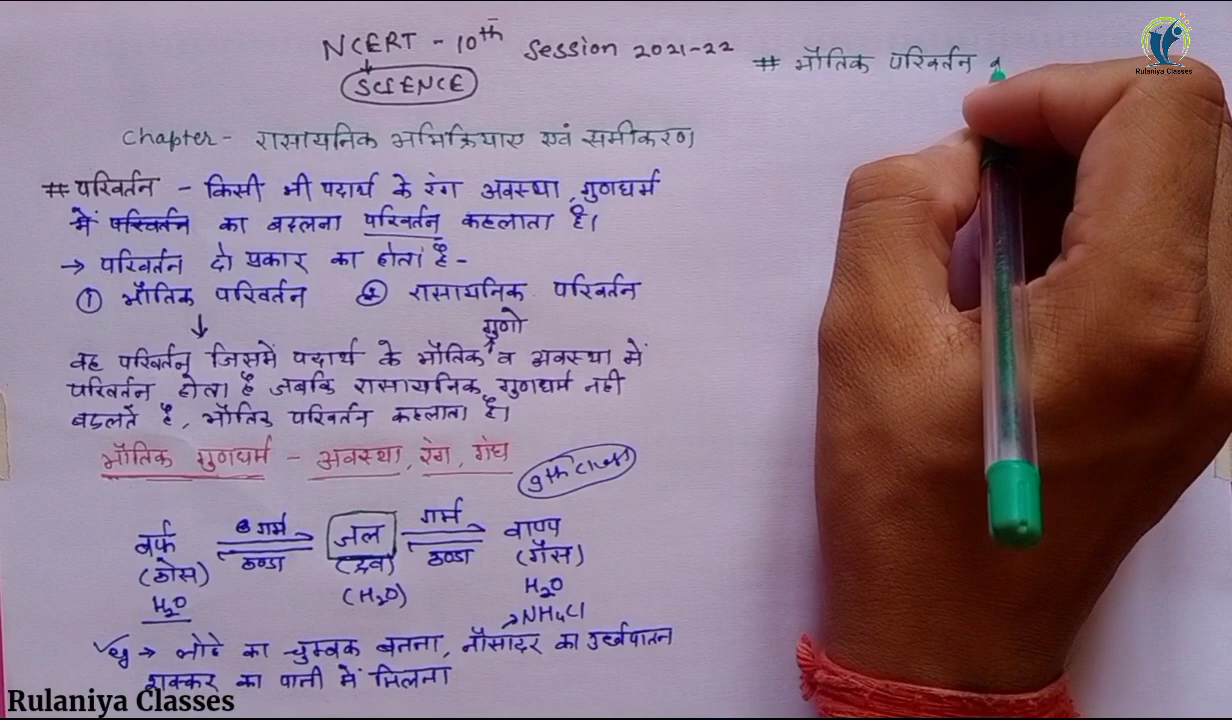 NCERT - 10th Session 2021-22
SCIENCE
Chapter - रासायनिक अभिक्रियाए एवं समीकरण
# परिवर्तन - किसी भी पदार्थ के रंग अवस्था, गुणधर्म
में परिवर्तन का बदलना परिवर्तन कहलाता है।
→ परिवर्तन दो प्रकार का होता है -
① भौतिक परिवर्तन ② रासायनिक परिवर्तन
वह परिवर्तन जिसमें पदार्थ के भौतिक गुणो व अवस्था में
परिवर्तन होता है जबकि रासायनिक गुणधर्म नही
बदलते है, भौतिक परिवर्तन कहलाता है।
भौतिक गुणधर्म - अवस्था, रंग, गंध
9th class
बर्फ गर्म जल गर्म वाष्प
ठण्डा ठण्डा
(ठोस) (द्रव) (गैस)
H₂O (H₂O) H₂O
NH₄Cl
→ लोहे का चुम्बक बनना, नौसादर का उर्ध्वपातन
शक्कर का पानी में मिलना
# भौतिक परिवर्तन
Rulaniya Classes
Rulaniya Classes